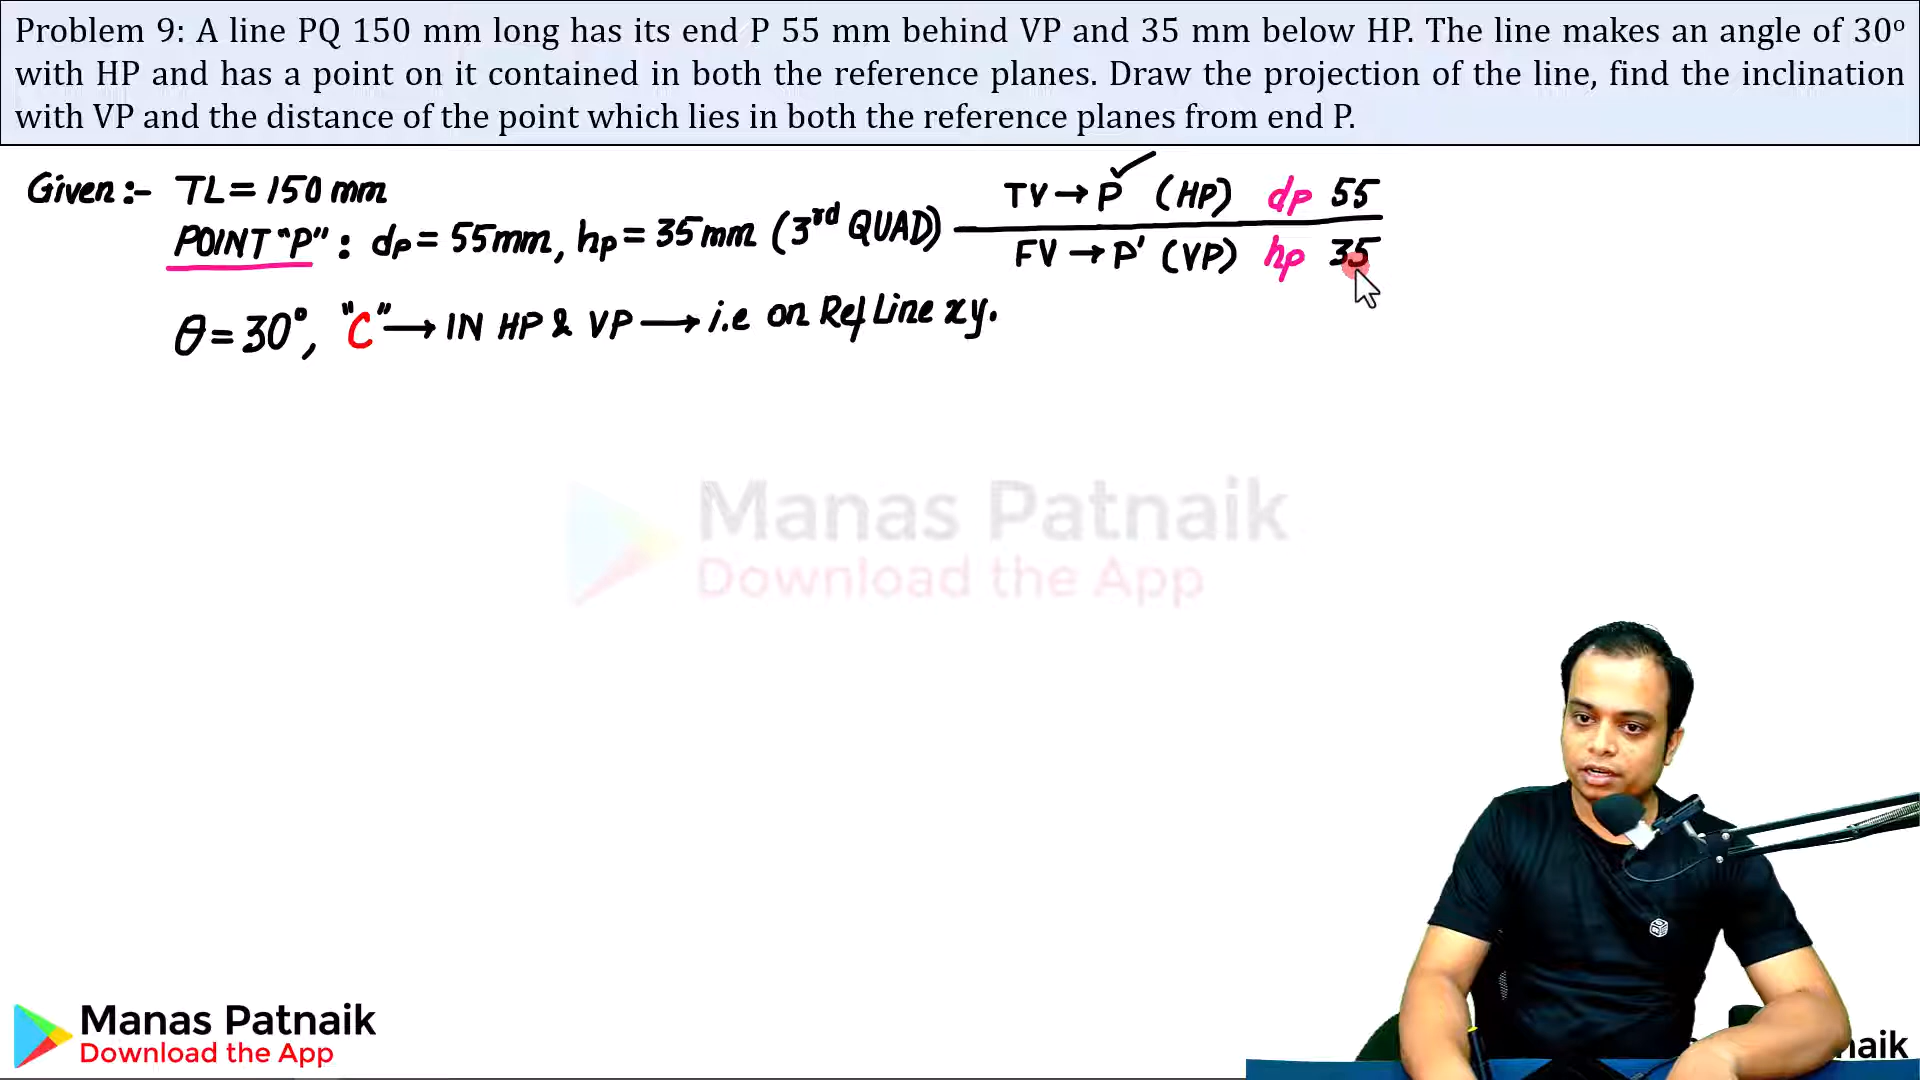 Problem 9: A line PQ 150 mm long has its end P 55 mm behind VP and 35 mm below HP. The line makes an angle of 30º
with HP and has a point on it contained in both the reference planes. Draw the projection of the line, find the inclination
with VP and the distance of the point which lies in both the reference planes from end P.
Given :- TL = 150 mm
TV → P (HP) dp 55
POINT "P" : dp = 55mm, hp = 35 mm (3rd QUAD)
FV → P' (VP) hp 35
θ = 30°, "C" → IN HP & VP → i.e on Ref Line xy.
Manas Patnaik
Download the App
Manas Patnaik
Download the App
naik